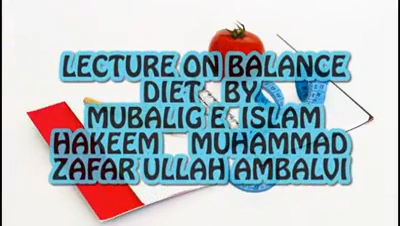 LECTURE ON BALANCE
DIET BY
MUBALIG E ISLAM
HAKEEM MUHAMMAD
ZAFAR ULLAH AMBALVI